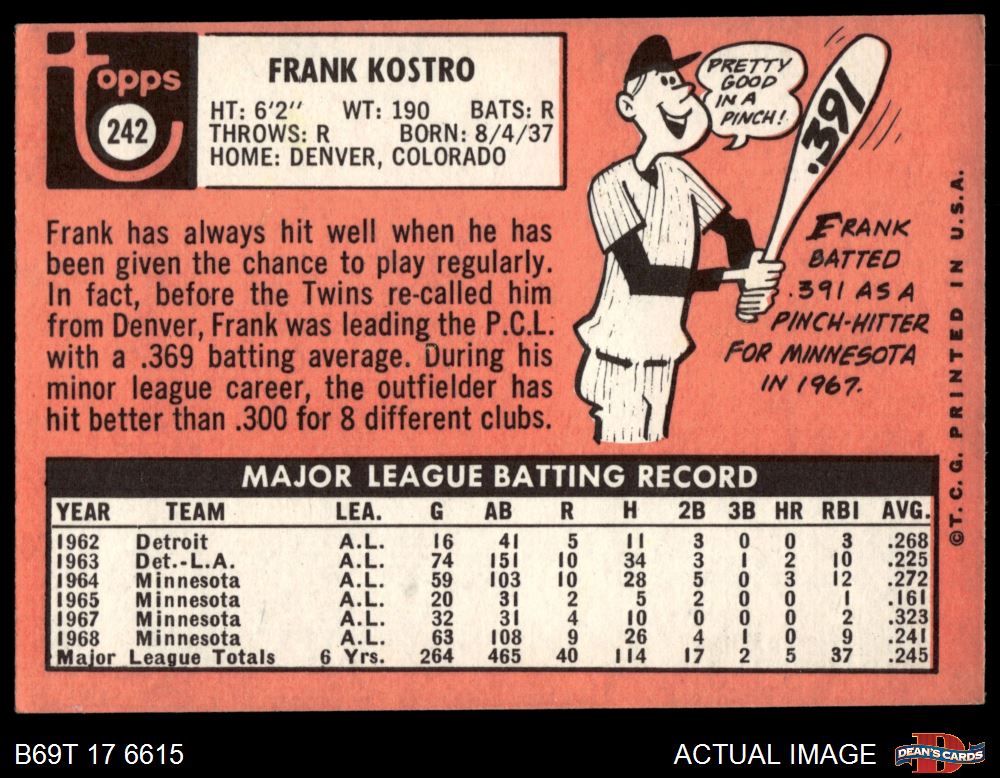 Topps
242
FRANK KOSTRO
HT: 6'2" WT: 190 BATS: R
THROWS: R BORN: 8/4/37
HOME: DENVER, COLORADO
Frank has always hit well when he has
been given the chance to play regularly.
In fact, before the Twins re-called him
from Denver, Frank was leading the P.C.L.
with a .369 batting average. During his
minor league career, the outfielder has
hit better than .300 for 8 different clubs.
PRETTY
GOOD
IN A
PINCH!
.391
FRANK
BATTED
.391 AS A
PINCH-HITTER
FOR MINNESOTA
IN 1967.
©T.C.G. PRINTED IN U.S.A.
MAJOR LEAGUE BATTING RECORD
YEAR TEAM LEA. G AB R H 2B 3B HR RBI AVG.
1962 Detroit A.L. 16 41 5 11 3 0 0 3 .268
1963 Det.-L.A. A.L. 74 151 10 34 3 1 2 10 .225
1964 Minnesota A.L. 59 103 10 28 5 0 3 12 .272
1965 Minnesota A.L. 20 31 2 5 2 0 0 1 .161
1967 Minnesota A.L. 32 31 4 10 0 0 0 2 .323
1968 Minnesota A.L. 63 108 9 26 4 1 0 9 .241
Major League Totals 6 Yrs. 264 465 40 114 17 2 5 37 .245
B69T 17 6615
ACTUAL IMAGE
DEAN'S CARDS